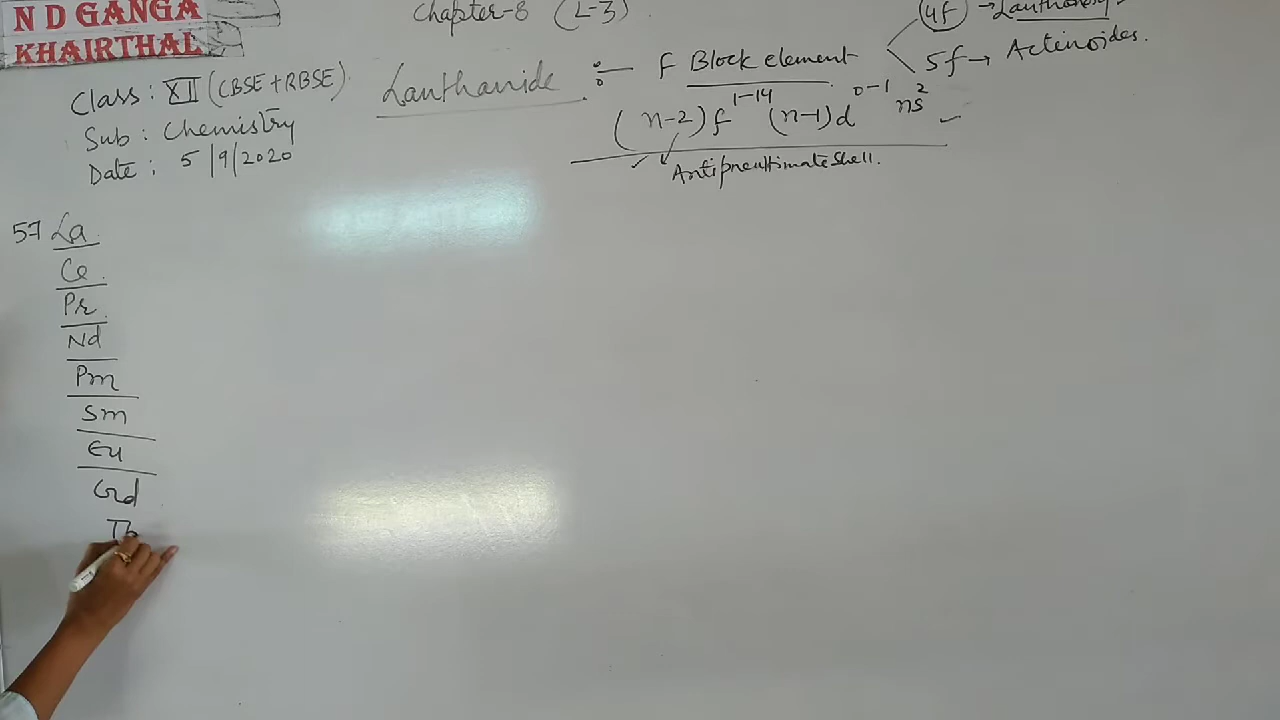 N D GANGA
KHAIRTHAL
Chapter-8 (L-3)
Class : XII (CBSE + RBSE)
Sub : Chemistry
Date : 5/9/2020
Lanthanide :- f Block element
4f →
5f → Actinoides.
(n-2) f 1-14 (n-1) d 0-1 ns 2
Antipenultimate Shell.
57 La
Ce
Pr
Nd
Pm
Sm
Eu
Gd
Tb